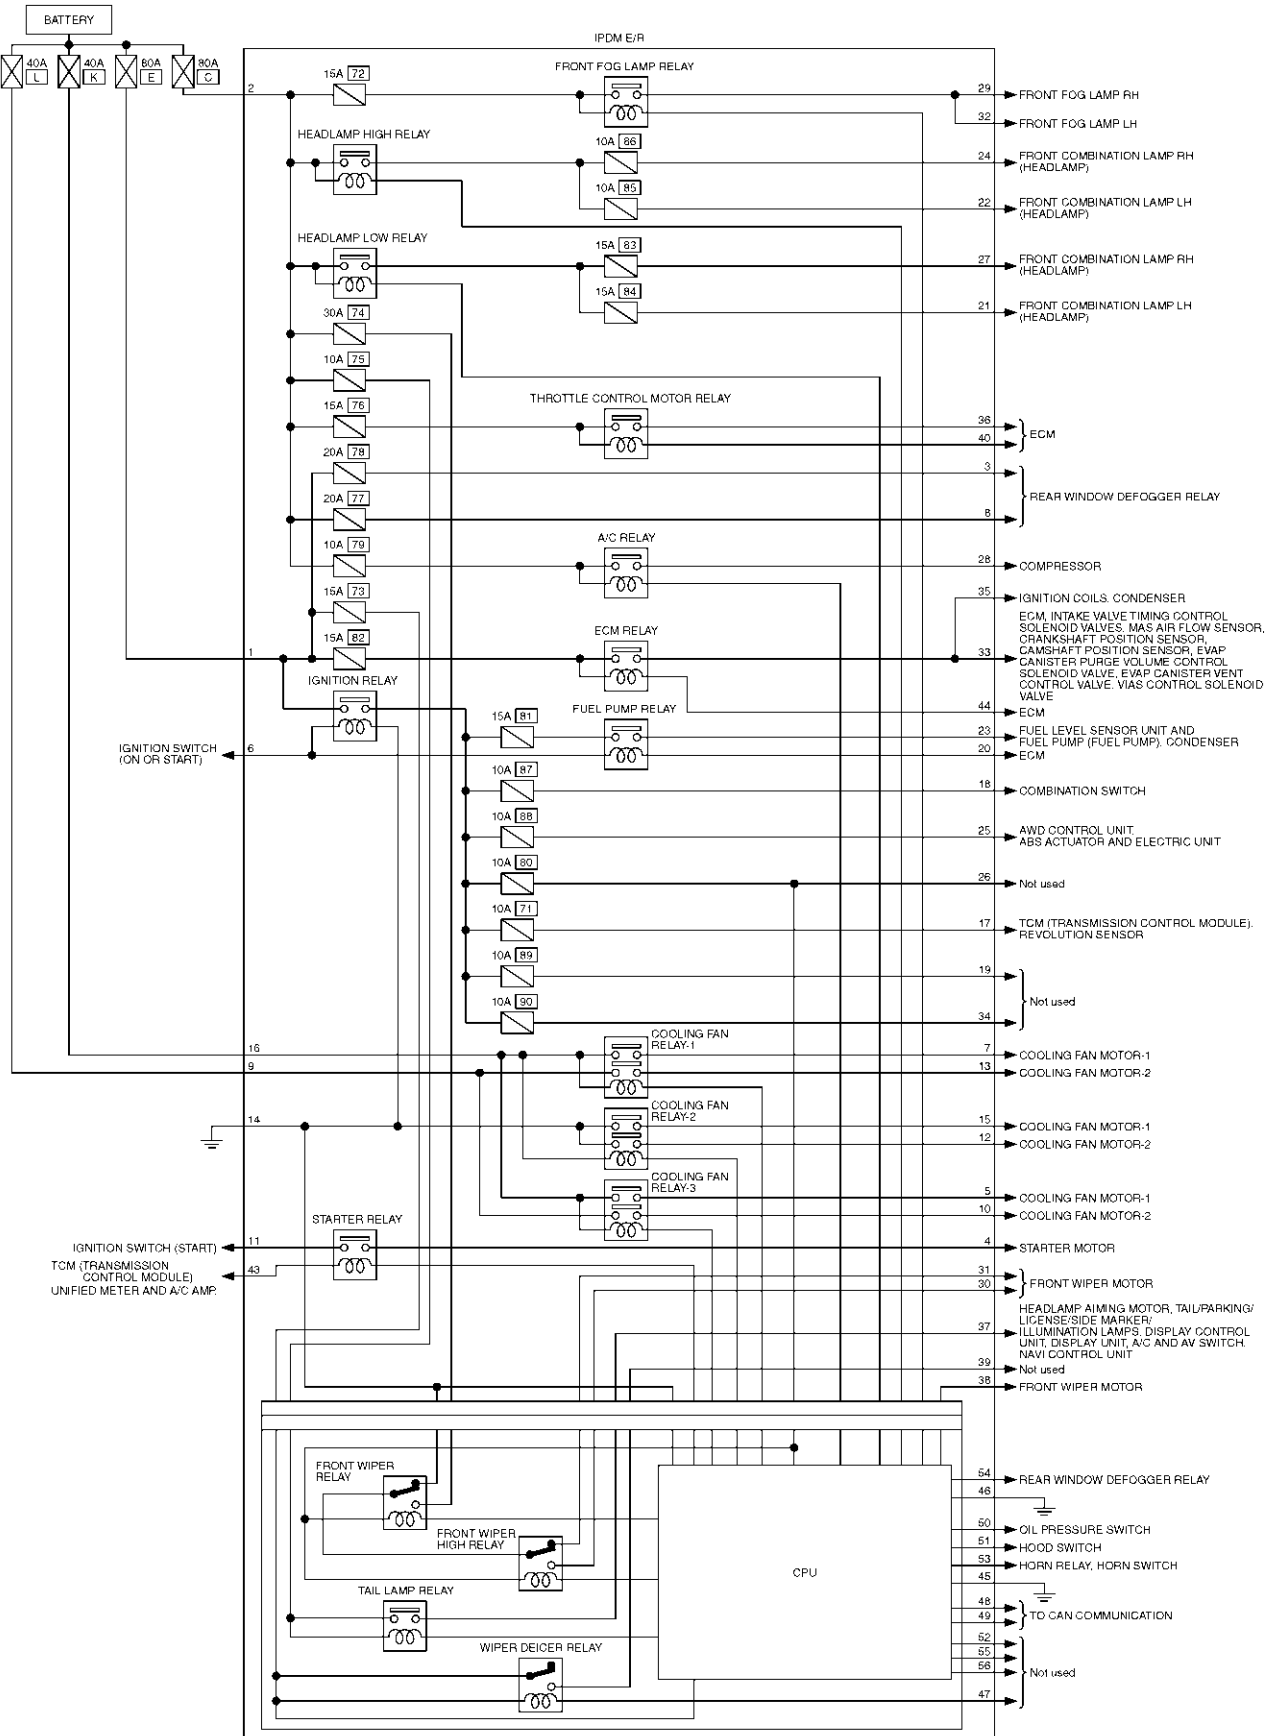 BATTERY
IPDM E/R
40A
L
40A
K
80A
E
80A
C
2
15A 72
FRONT FOG LAMP RELAY
29
FRONT FOG LAMP RH
32
FRONT FOG LAMP LH
HEADLAMP HIGH RELAY
10A 86
24
FRONT COMBINATION LAMP RH
(HEADLAMP)
10A 85
22
FRONT COMBINATION LAMP LH
(HEADLAMP)
HEADLAMP LOW RELAY
15A 83
27
FRONT COMBINATION LAMP RH
(HEADLAMP)
15A 84
21
FRONT COMBINATION LAMP LH
(HEADLAMP)
30A 74
10A 75
15A 76
THROTTLE CONTROL MOTOR RELAY
36
40
ECM
20A 78
3
20A 77
8
REAR WINDOW DEFOGGER RELAY
10A 79
A/C RELAY
28
COMPRESSOR
15A 73
35
IGNITION COILS. CONDENSER
1
15A 82
ECM RELAY
33
ECM, INTAKE VALVE TIMING CONTROL
SOLENOID VALVES. MAS AIR FLOW SENSOR,
CRANKSHAFT POSITION SENSOR,
CAMSHAFT POSITION SENSOR, EVAP
CANISTER PURGE VOLUME CONTROL
SOLENOID VALVE, EVAP CANISTER VENT
CONTROL VALVE. VIAS CONTROL SOLENOID
VALVE
44
ECM
IGNITION RELAY
15A 81
FUEL PUMP RELAY
23
FUEL LEVEL SENSOR UNIT AND
FUEL PUMP (FUEL PUMP). CONDENSER
IGNITION SWITCH
(ON OR START)
6
20
ECM
10A 87
18
COMBINATION SWITCH
10A 88
25
AWD CONTROL UNIT,
ABS ACTUATOR AND ELECTRIC UNIT
10A 80
26
Not used
10A 71
17
TCM (TRANSMISSION CONTROL MODULE).
REVOLUTION SENSOR
10A 89
19
10A 90
34
Not used
16
COOLING FAN
RELAY-1
7
COOLING FAN MOTOR-1
9
13
COOLING FAN MOTOR-2
14
COOLING FAN
RELAY-2
15
COOLING FAN MOTOR-1
12
COOLING FAN MOTOR-2
COOLING FAN
RELAY-3
5
COOLING FAN MOTOR-1
10
COOLING FAN MOTOR-2
STARTER RELAY
IGNITION SWITCH (START)
11
4
STARTER MOTOR
TCM (TRANSMISSION
CONTROL MODULE)
UNIFIED METER AND A/C AMP.
43
31
30
FRONT WIPER MOTOR
37
HEADLAMP AIMING MOTOR, TAIL/PARKING/
LICENSE/SIDE MARKER/
ILLUMINATION LAMPS. DISPLAY CONTROL
UNIT, DISPLAY UNIT, A/C AND AV SWITCH.
NAVI CONTROL UNIT
39
Not used
38
FRONT WIPER MOTOR
FRONT WIPER
RELAY
FRONT WIPER
HIGH RELAY
TAIL LAMP RELAY
WIPER DEICER RELAY
CPU
54
REAR WINDOW DEFOGGER RELAY
46
50
OIL PRESSURE SWITCH
51
HOOD SWITCH
53
HORN RELAY, HORN SWITCH
45
48
49
TO CAN COMMUNICATION
52
55
56
Not used
47